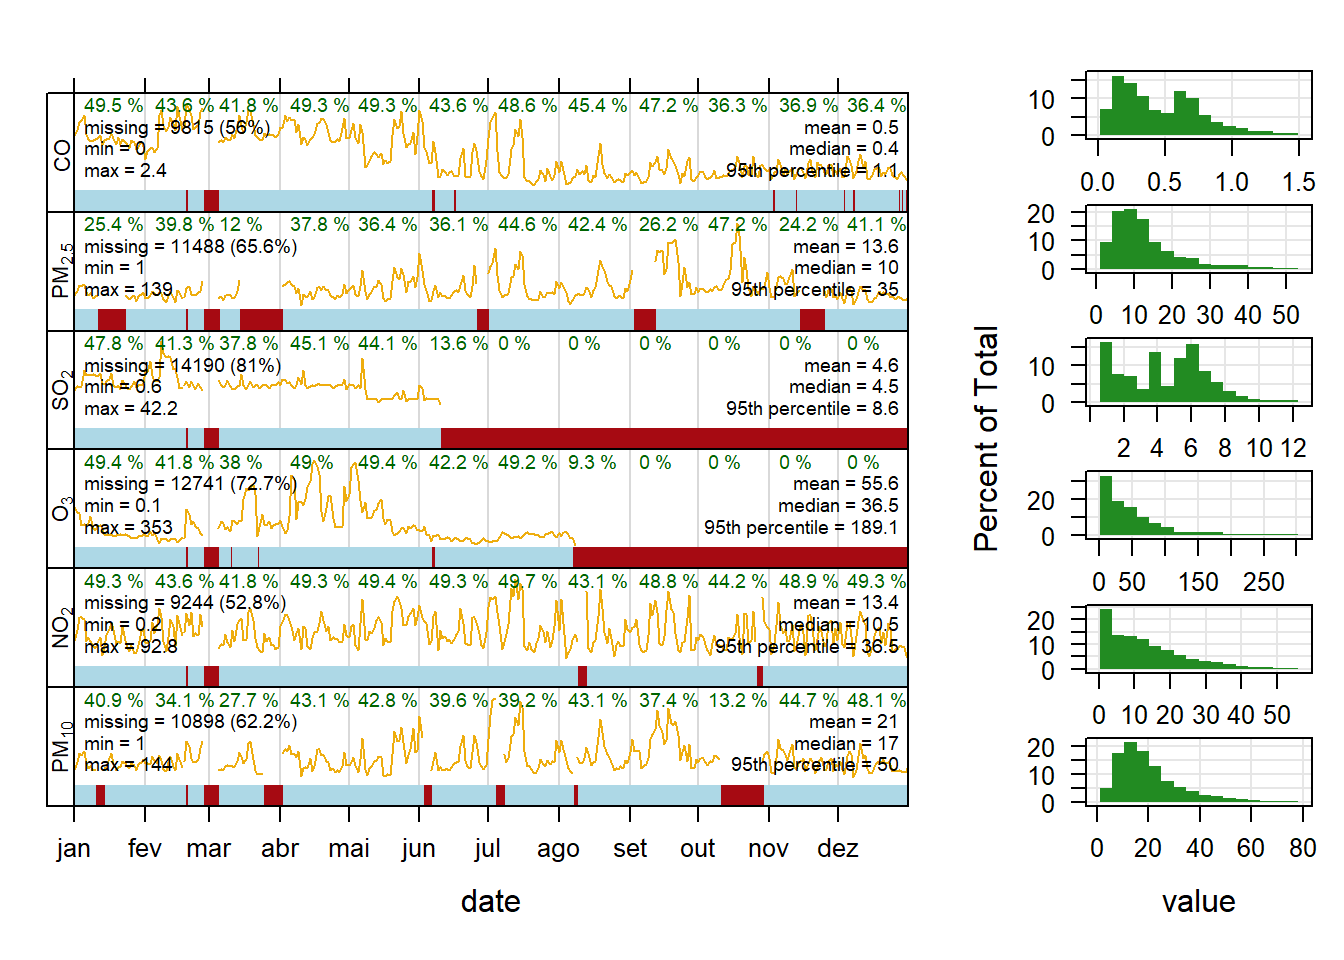 49.5 % 43.6 % 41.8 % 49.3 % 49.3 % 43.6 % 48.6 % 45.4 % 47.2 % 36.3 % 36.9 % 36.4 %
missing = 9815 (56%) mean = 0.5
min = 0 median = 0.4
max = 2.4 95th percentile = 1.1
CO
25.4 % 39.8 % 12 % 37.8 % 36.4 % 36.1 % 44.6 % 42.4 % 26.2 % 47.2 % 24.2 % 41.1 %
missing = 11488 (65.6%) mean = 13.6
min = 1 median = 10
max = 139 95th percentile = 35
PM2.5
47.8 % 41.3 % 37.8 % 45.1 % 44.1 % 13.6 % 0 % 0 % 0 % 0 % 0 % 0 %
missing = 14190 (81%) mean = 4.6
min = 0.6 median = 4.5
max = 42.2 95th percentile = 8.6
SO2
49.4 % 41.8 % 38 % 49 % 49.4 % 42.2 % 49.2 % 9.3 % 0 % 0 % 0 % 0 %
missing = 12741 (72.7%) mean = 55.6
min = 0.1 median = 36.5
max = 353 95th percentile = 189.1
O3
49.3 % 43.6 % 41.8 % 49.3 % 49.4 % 49.3 % 49.7 % 43.1 % 48.8 % 44.2 % 48.9 % 49.3 %
missing = 9244 (52.8%) mean = 13.4
min = 0.2 median = 10.5
max = 92.8 95th percentile = 36.5
NO2
40.9 % 34.1 % 27.7 % 43.1 % 42.8 % 39.6 % 39.2 % 43.1 % 37.4 % 13.2 % 44.7 % 48.1 %
missing = 10898 (62.2%) mean = 21
min = 1 median = 17
max = 144 95th percentile = 50
PM10
jan fev mar abr mai jun jul ago set out nov dez
date
Percent of Total
10
0
0.0 0.5 1.0 1.5
20
10
0
0 10 20 30 40 50
10
0
2 4 6 8 10 12
20
0
0 50 150 250
20
10
0
0 10 20 30 40 50
20
10
0
0 20 40 60 80
value